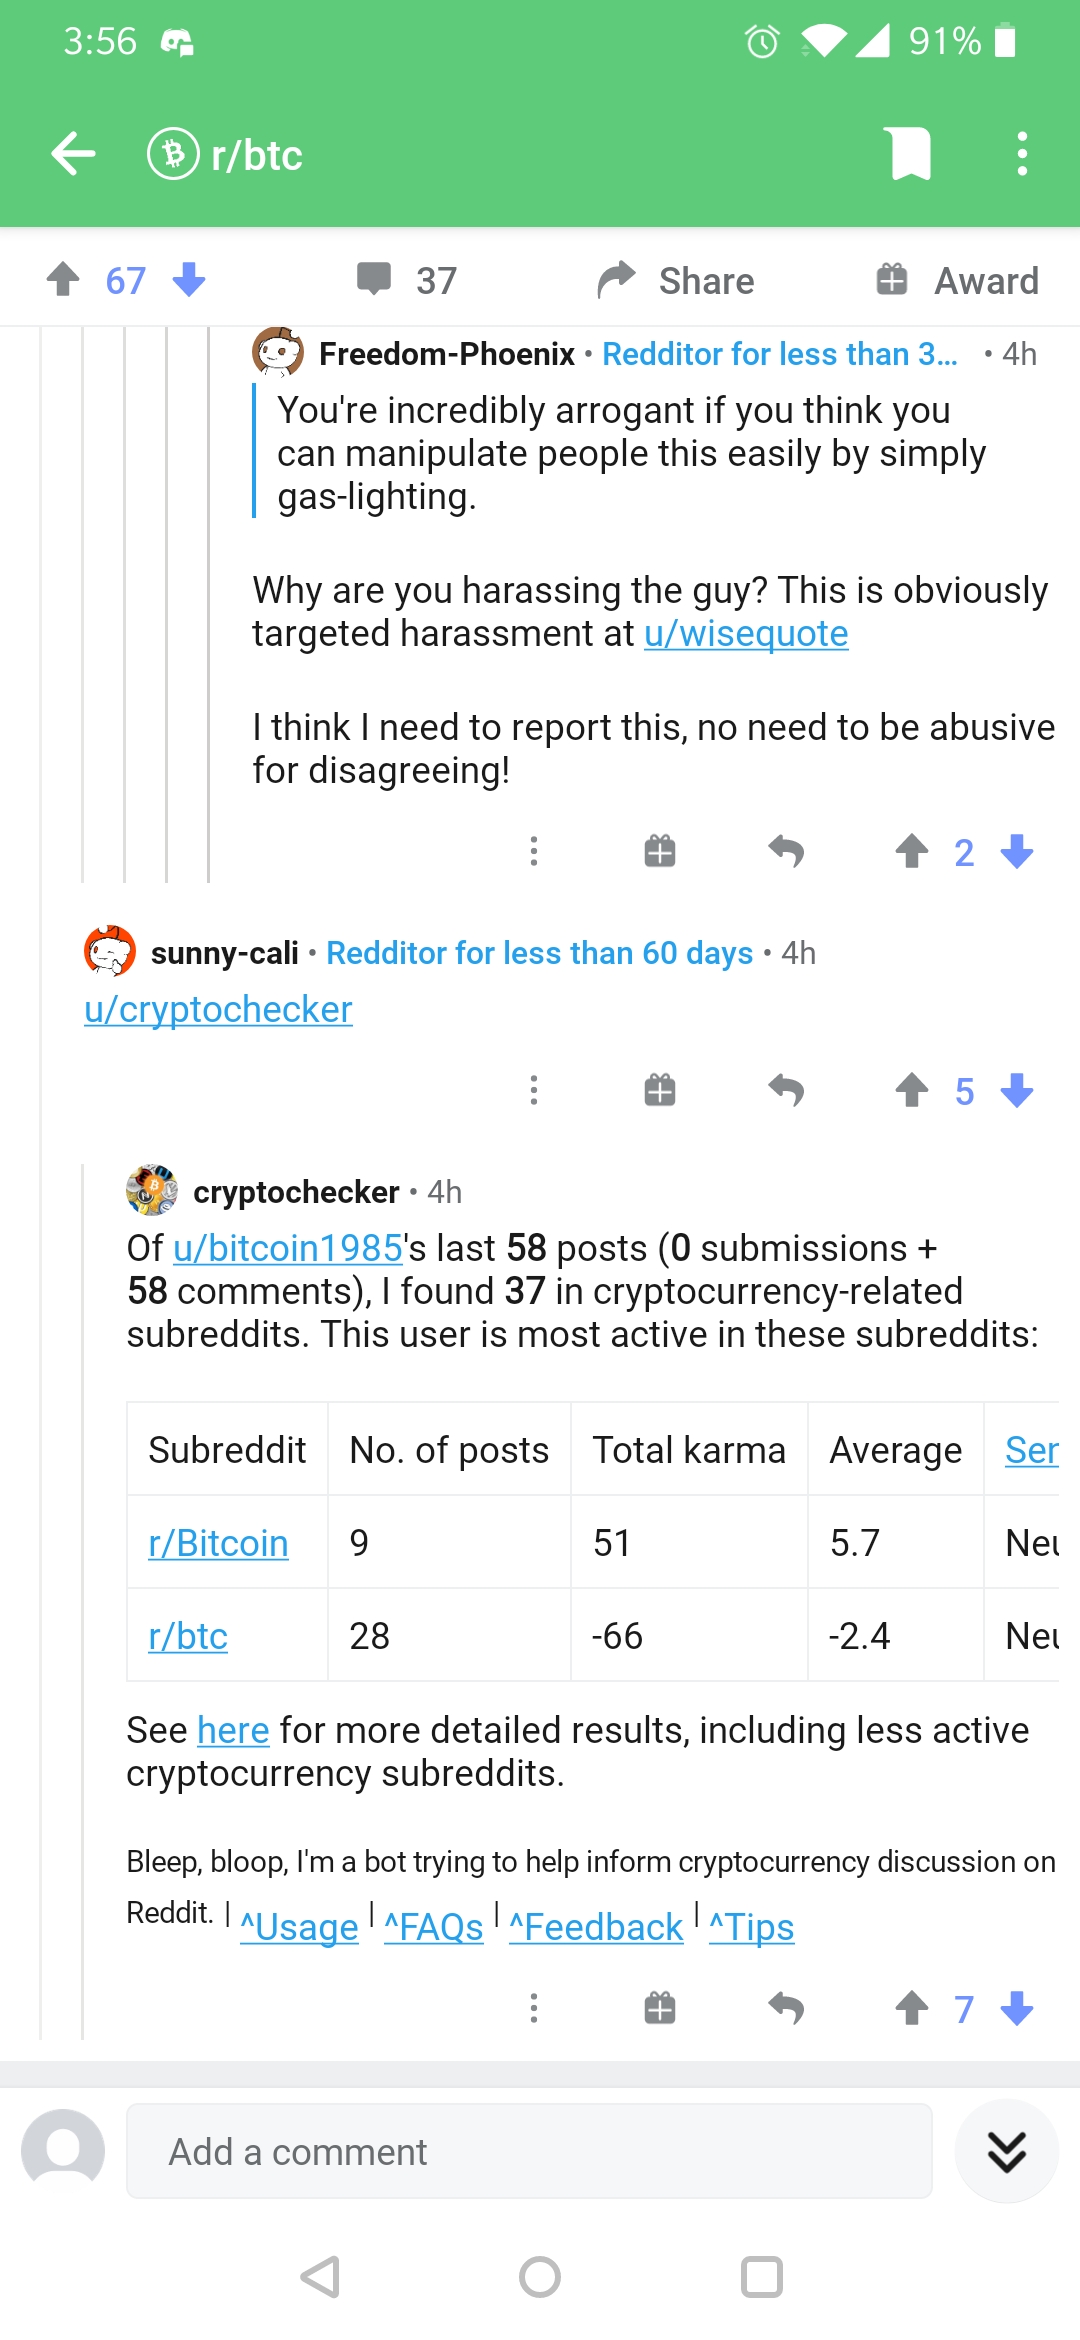 3:56
91%
r/btc
67
37
Share
Award
Freedom-Phoenix • Redditor for less than 3... • 4h
You're incredibly arrogant if you think you
can manipulate people this easily by simply
gas-lighting.
Why are you harassing the guy? This is obviously
targeted harassment at u/wisequote
I think I need to report this, no need to be abusive
for disagreeing!
2
sunny-cali • Redditor for less than 60 days • 4h
u/cryptochecker
5
cryptochecker • 4h
Of u/bitcoin1985's last 58 posts (0 submissions +
58 comments), I found 37 in cryptocurrency-related
subreddits. This user is most active in these subreddits:
Subreddit No. of posts Total karma Average Ser
r/Bitcoin 9 51 5.7 Neu
r/btc 28 -66 -2.4 Neu
See here for more detailed results, including less active
cryptocurrency subreddits.
Bleep, bloop, I'm a bot trying to help inform cryptocurrency discussion on
Reddit. | ^Usage | ^FAQs | ^Feedback | ^Tips
7
Add a comment